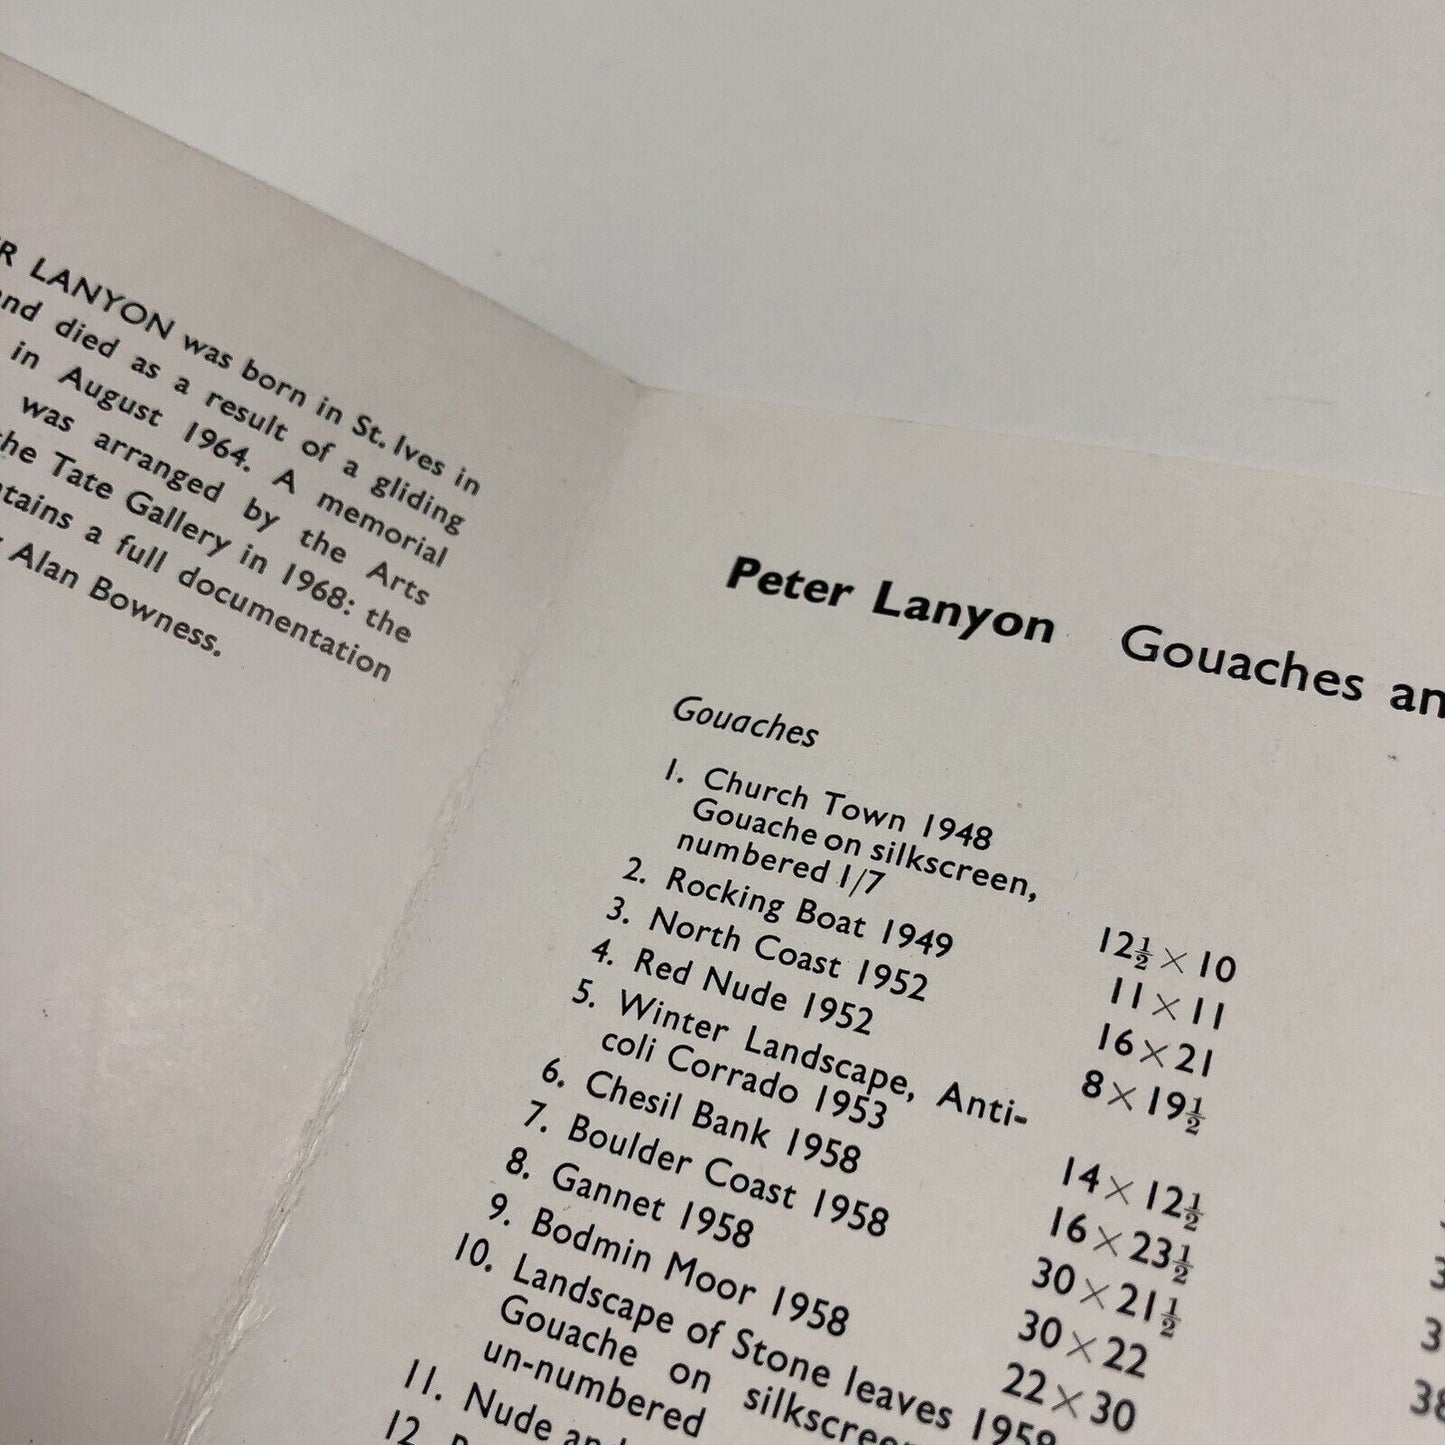 R LANYON was born in St. Ives in
and died as a result of a gliding
in August 1964. A memorial
was arranged by the Arts
the Tate Gallery in 1968: the
tains a full documentation
Alan Bowness.
Peter Lanyon Gouaches an
Gouaches
1. Church Town 1948
Gouache on silkscreen,
numbered 1/7 12½ × 10
2. Rocking Boat 1949 11 × 11
3. North Coast 1952 16 × 21
4. Red Nude 1952 8 × 19½
5. Winter Landscape, Anti-
coli Corrado 1953 14 × 12½
6. Chesil Bank 1958 16 × 23½
7. Boulder Coast 1958 30 × 21½
8. Gannet 1958 30 × 22
9. Bodmin Moor 1958 22 × 30
10. Landscape of Stone leaves 1958
Gouache on silkscreen
un-numbered
11. Nude and
12.